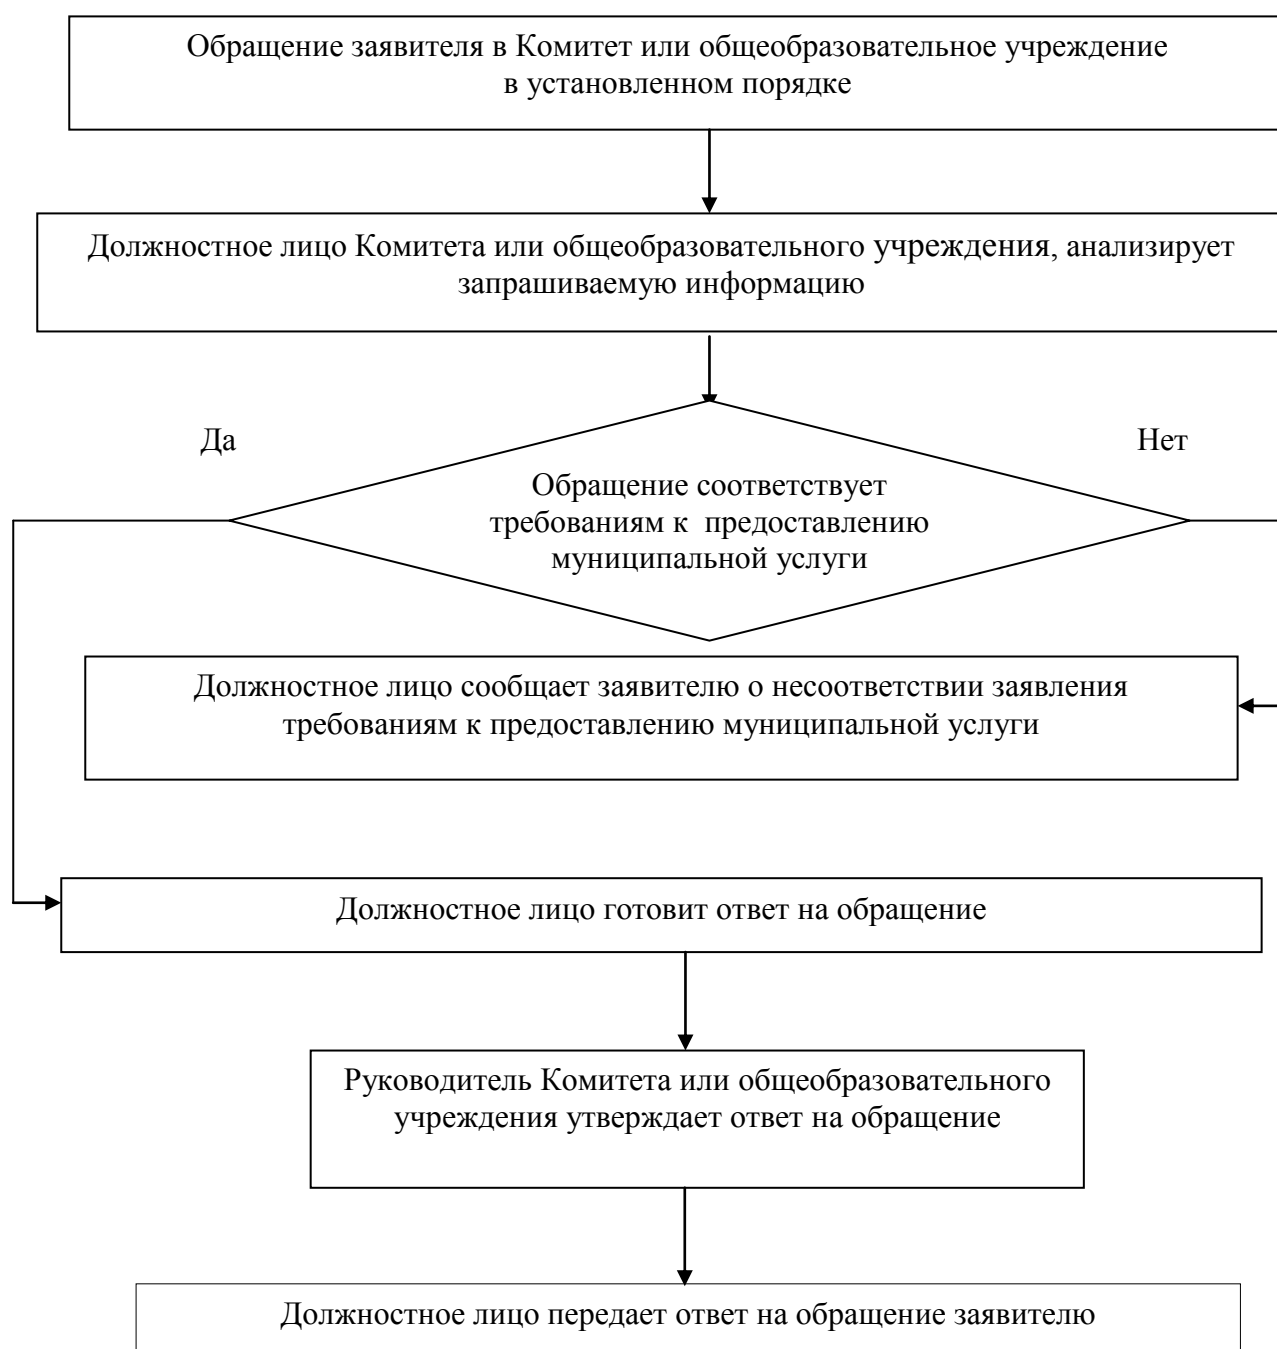 Обращение заявителя в Комитет или общеобразовательное учреждение
в установленном порядке
Должностное лицо Комитета или общеобразовательного учреждения, анализирует
запрашиваемую информацию
Да
Нет
Обращение соответствует
требованиям к  предоставлению
муниципальной услуги
Должностное лицо сообщает заявителю о несоответствии заявления
требованиям к предоставлению муниципальной услуги
Должностное лицо готовит ответ на обращение
Руководитель Комитета или общеобразовательного
учреждения утверждает ответ на обращение
Должностное лицо передает ответ на обращение заявителю